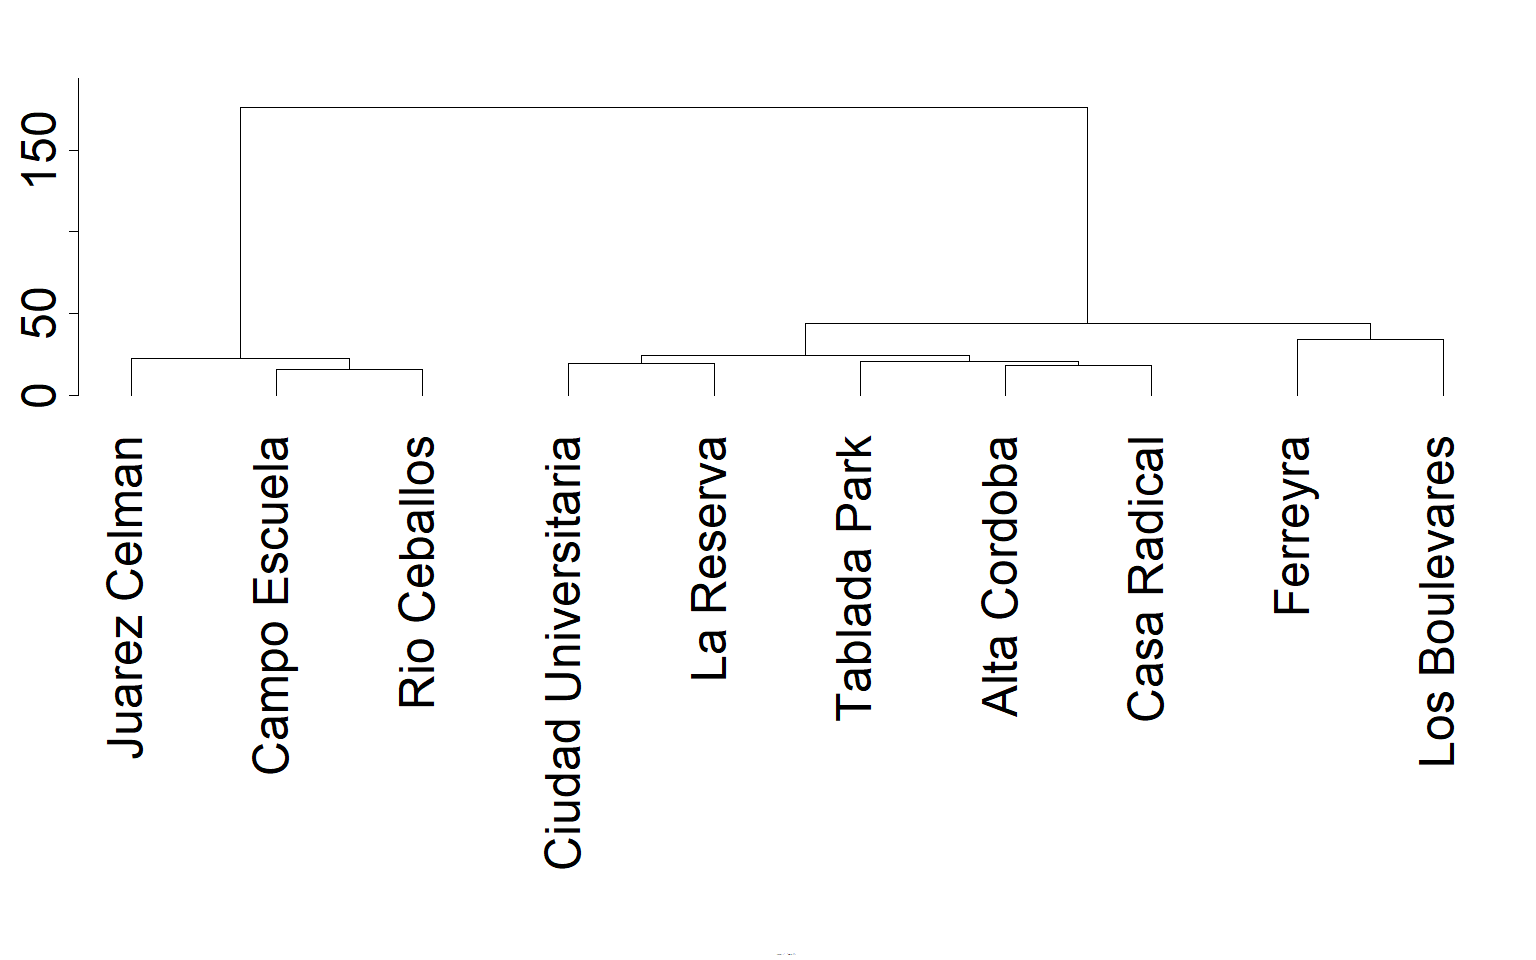 150
50
0
Juarez Celman
Campo Escuela
Rio Ceballos
Ciudad Universitaria
La Reserva
Tablada Park
Alta Cordoba
Casa Radical
Ferreyra
Los Boulevares